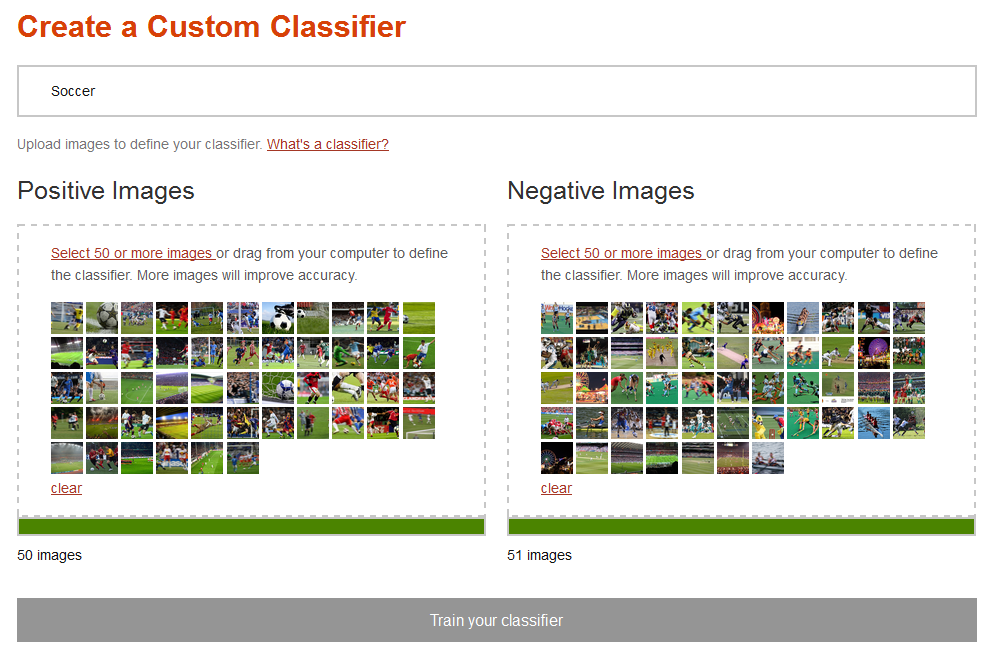 Create a Custom Classifier
Soccer
Upload images to define your classifier. What's a classifier?
Positive Images
Select 50 or more images or drag from your computer to define
the classifier. More images will improve accuracy.
clear
50 images
Negative Images
Select 50 or more images or drag from your computer to define
the classifier. More images will improve accuracy.
clear
51 images
Train your classifier